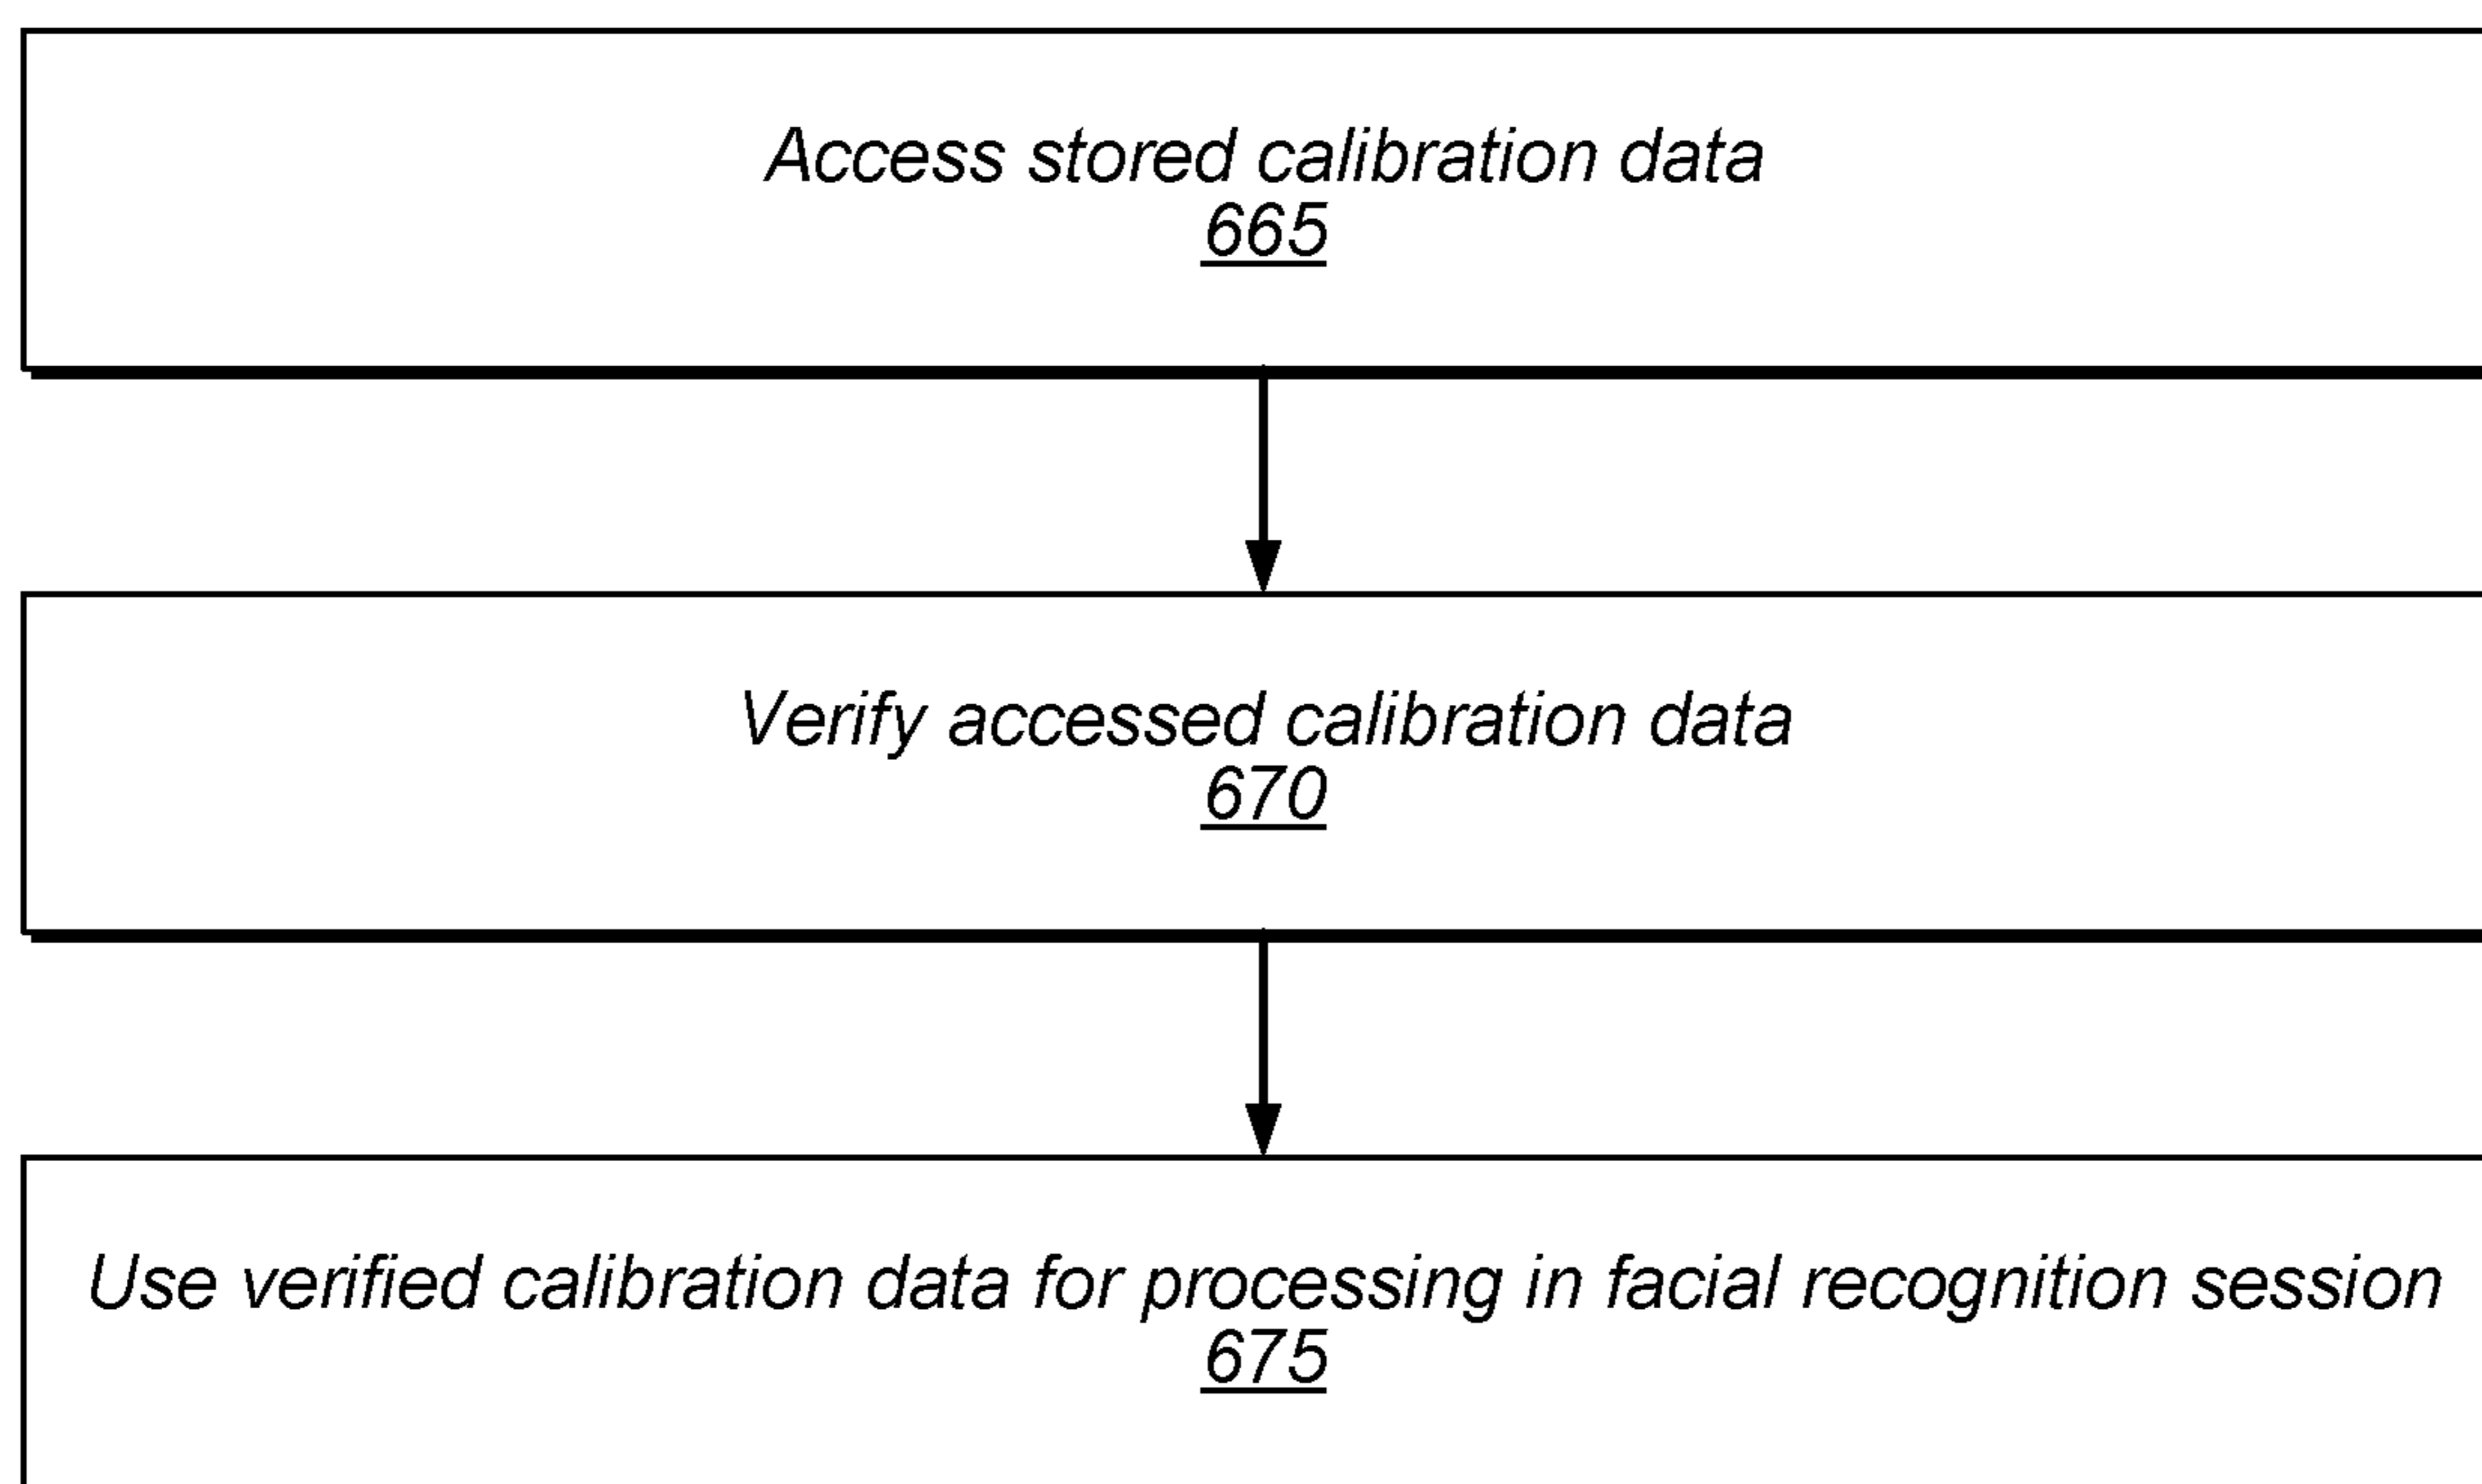 Access stored calibration data
665
Verify accessed calibration data
670
Use verified calibration data for processing in facial recognition session
675